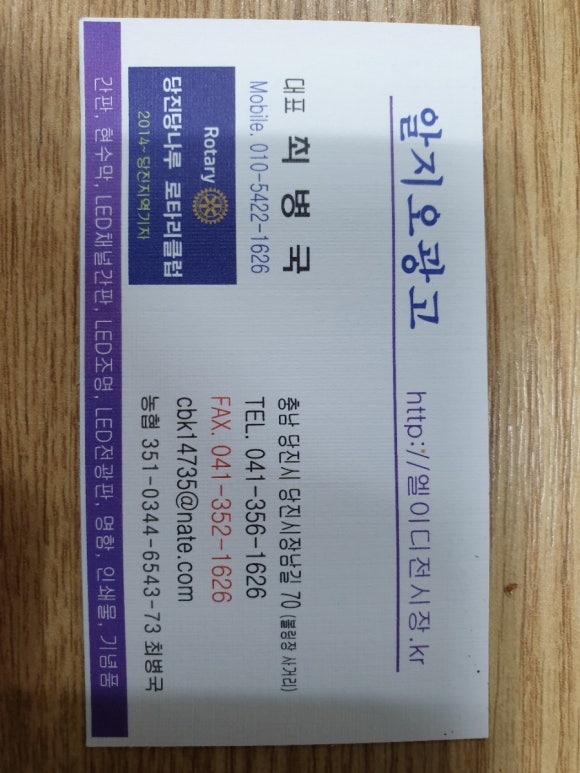 알지오광고 http://엘이디전시장.kr
대표 최병국
Mobile. 010-5422-1626
Rotary
당진당나루 로타리클럽
2014~ 당진지역기자
충남 당진시 당진시장남길 70 (볼링장 사거리)
TEL. 041-356-1626
FAX. 041-352-1626
cbk14735@nate.com
농협 351-0344-6543-73 최병국
간판, 현수막, LED채널간판, LED조명, LED전광판, 명함, 인쇄물, 기념품